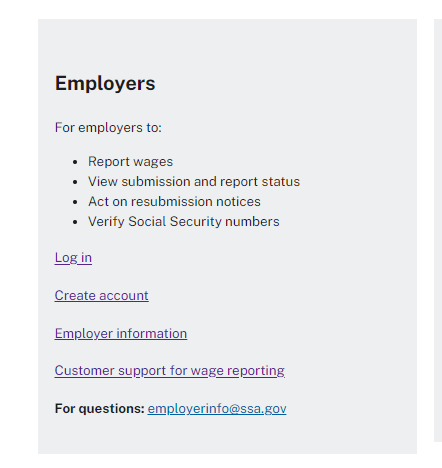 Employers
For employers to:
• Report wages
• View submission and report status
• Act on resubmission notices
• Verify Social Security numbers
Log in
Create account
Employer information
Customer support for wage reporting
For questions: employerinfo@ssa.gov